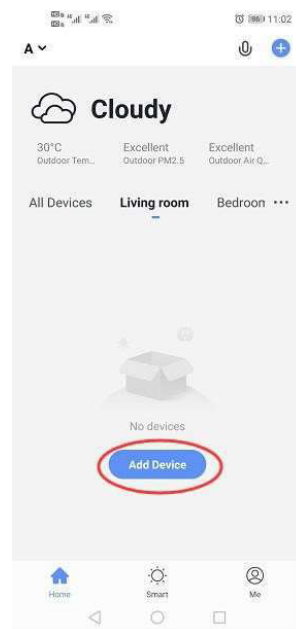 11:02
A
Cloudy
30°C Excellent Excellent
Outdoor Tem... Outdoor PM2.5 Outdoor Air Q...
All Devices Living room Bedroon ...
No devices
Add Device
Home Smart Me